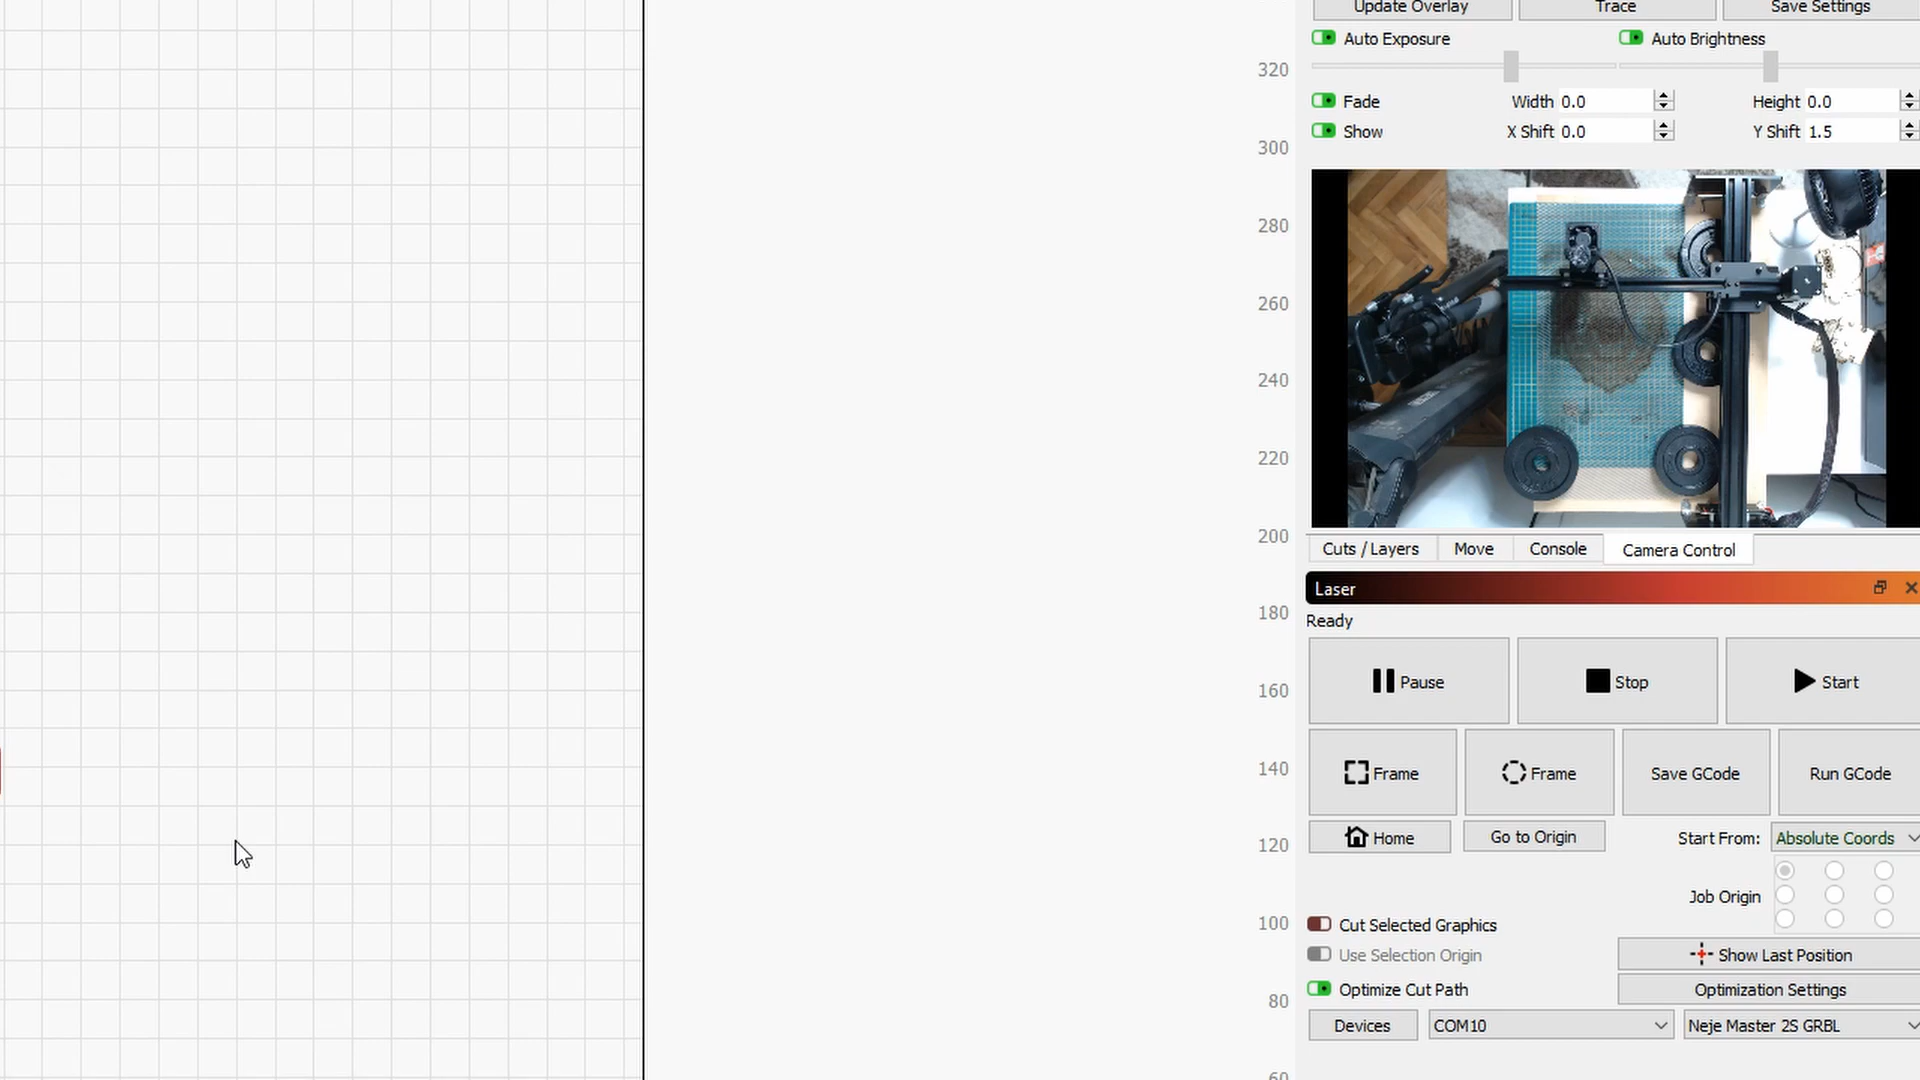 Update Overlay Trace Save Settings
Auto Exposure Auto Brightness
320
Fade Width 0.0 Height 0.0
Show X Shift 0.0 Y Shift 1.5
300
280
260
240
220
200
Cuts / Layers Move Console Camera Control
Laser
180
Ready
Pause Stop Start
160
140
Frame Frame Save GCode Run GCode
120
Home Go to Origin Start From: Absolute Coords
Job Origin
100
Cut Selected Graphics
Use Selection Origin Show Last Position
80
Optimize Cut Path Optimization Settings
Devices COM10 Neje Master 2S GRBL
60